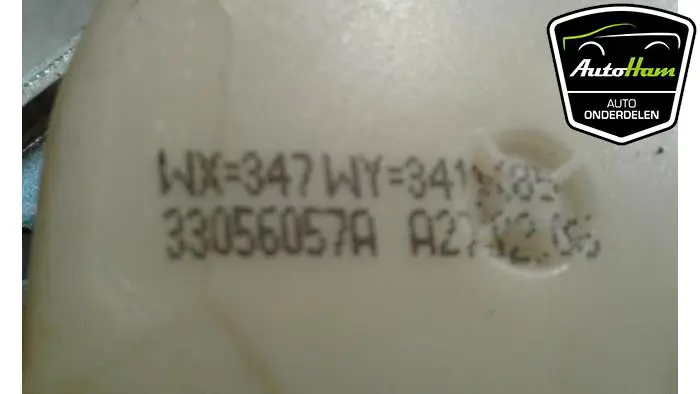 AutoHam
AUTO
ONDERDELEN
WX=347 WY=341
33056057A